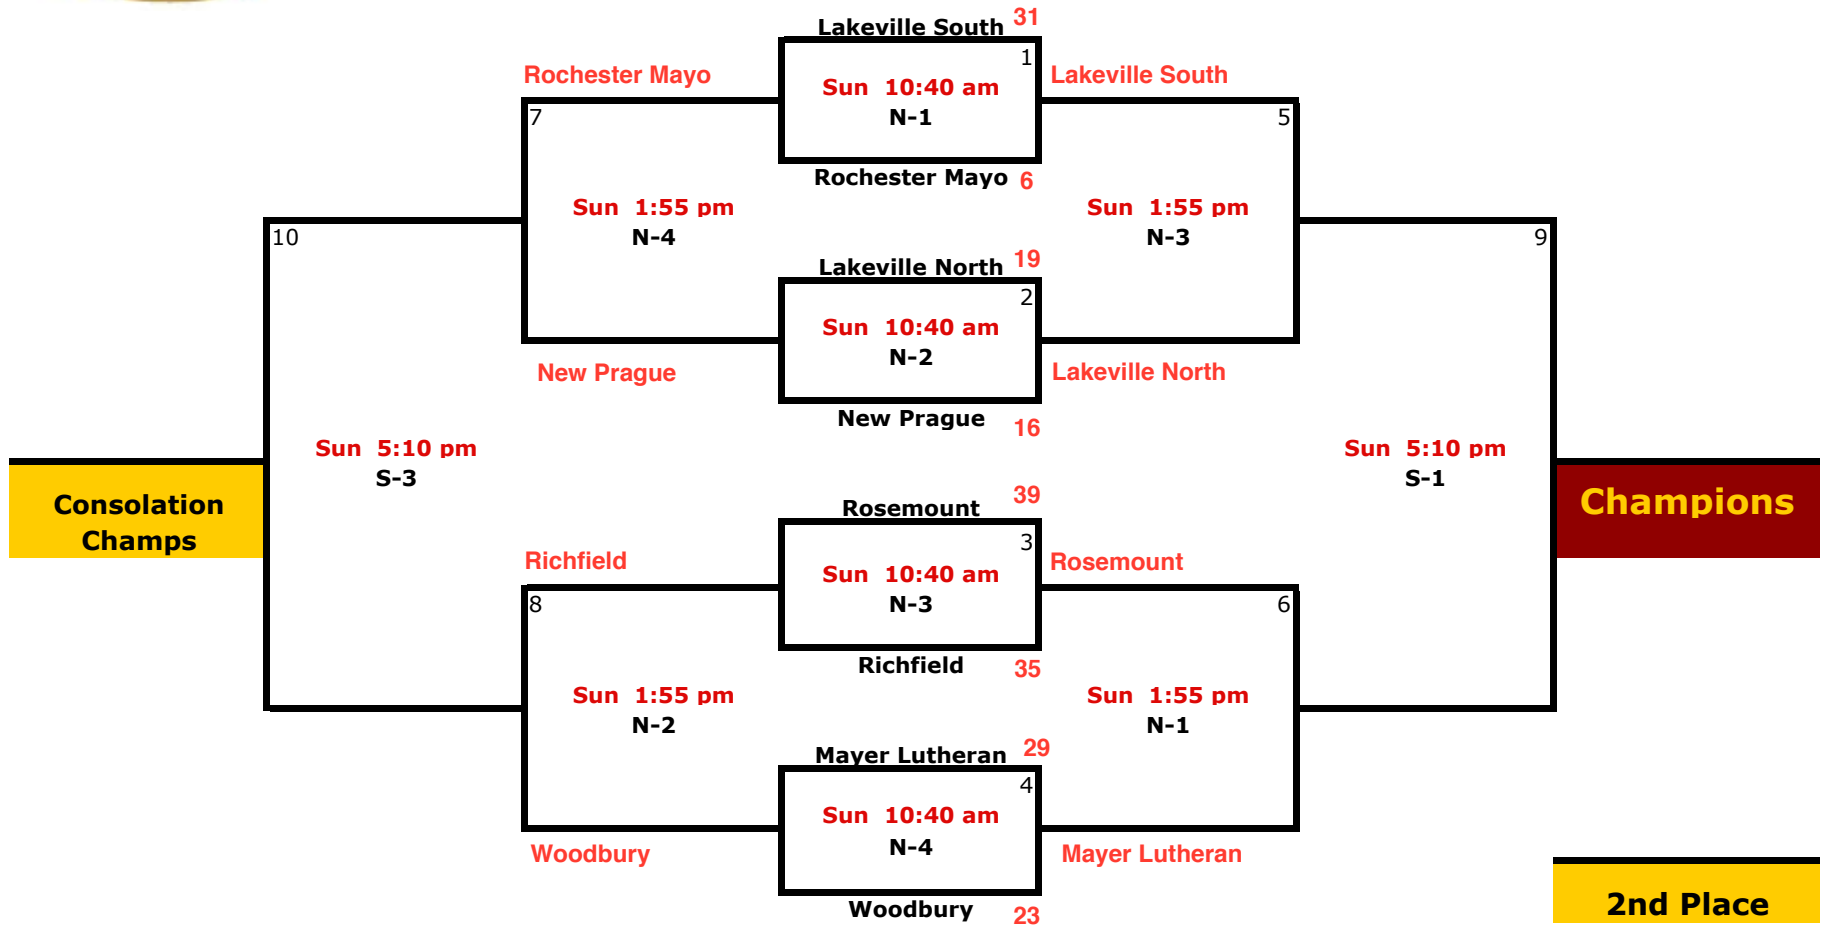 Lakeville South 31
1
Rochester Mayo
Sun 10:40 am
Lakeville South
N-1
7
5
Rochester Mayo 6
Sun 1:55 pm
Sun 1:55 pm
N-4
N-3
10
9
Lakeville North 19
2
Sun 10:40 am
N-2
New Prague
Lakeville North
New Prague 16
Sun 5:10 pm
Sun 5:10 pm
S-3
S-1
Consolation
Champs
Champions
Rosemount 39
3
Richfield
Sun 10:40 am
Rosemount
N-3
8
6
Richfield 35
Sun 1:55 pm
Sun 1:55 pm
N-2
N-1
Mayer Lutheran 29
4
Sun 10:40 am
N-4
Woodbury
Mayer Lutheran
Woodbury 23
2nd Place